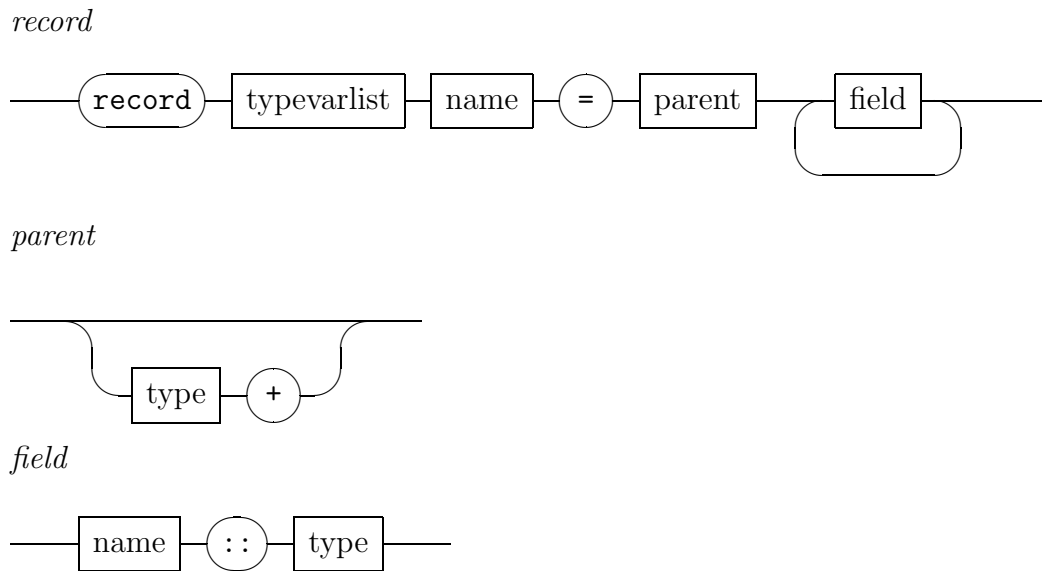 record
record typevarlist name = parent field
parent
type +
field
name :: type